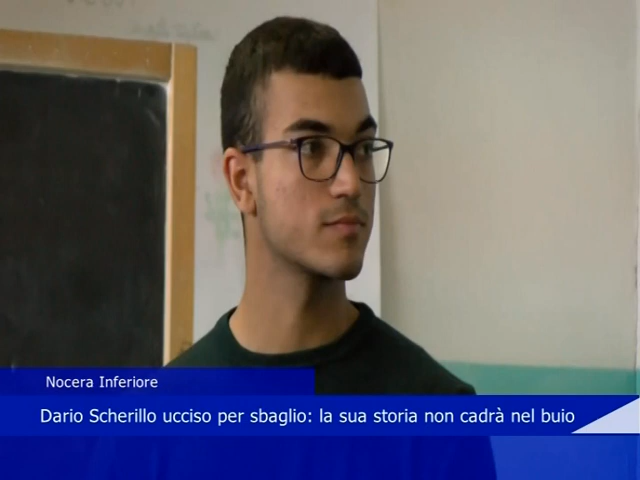 Nocera Inferiore
Dario Scherillo ucciso per sbaglio: la sua storia non cadrà nel buio